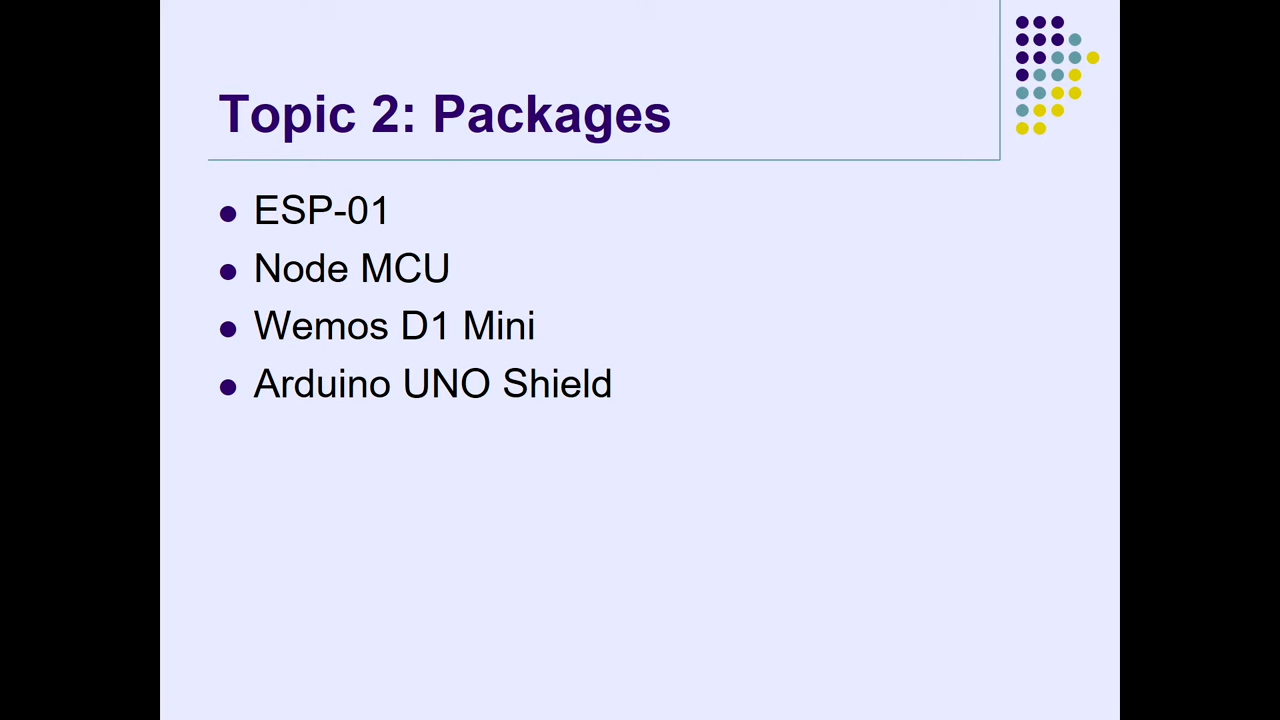 Topic 2: Packages
ESP-01
Node MCU
Wemos D1 Mini
Arduino UNO Shield